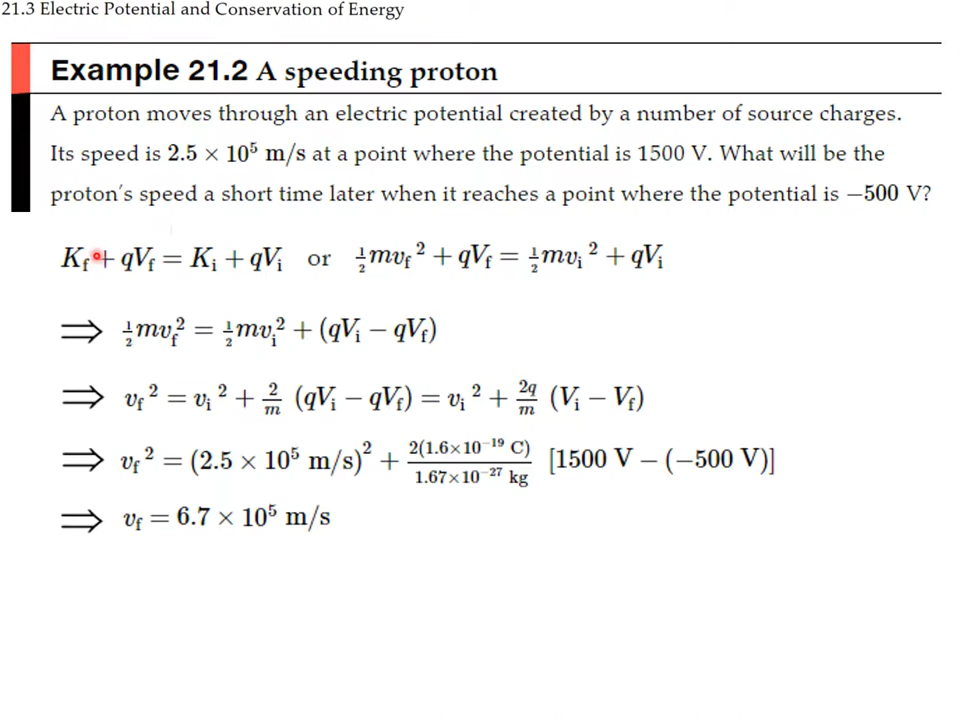 21.3 Electric Potential and Conservation of Energy
Example 21.2 A speeding proton
A proton moves through an electric potential created by a number of source charges.
Its speed is 2.5 × 10⁵ m/s at a point where the potential is 1500 V. What will be the
proton's speed a short time later when it reaches a point where the potential is −500 V?
K_f + qV_f = K_i + qV_i or ½mv_f² + qV_f = ½mv_i² + qV_i
⟹ ½mv_f² = ½mv_i² + (qV_i − qV_f)
⟹ v_f² = v_i² + 2/m (qV_i − qV_f) = v_i² + 2q/m (V_i − V_f)
⟹ v_f² = (2.5 × 10⁵ m/s)² + 2(1.6×10⁻¹⁹ C)/1.67×10⁻²⁷ kg [1500 V − (−500 V)]
⟹ v_f = 6.7 × 10⁵ m/s